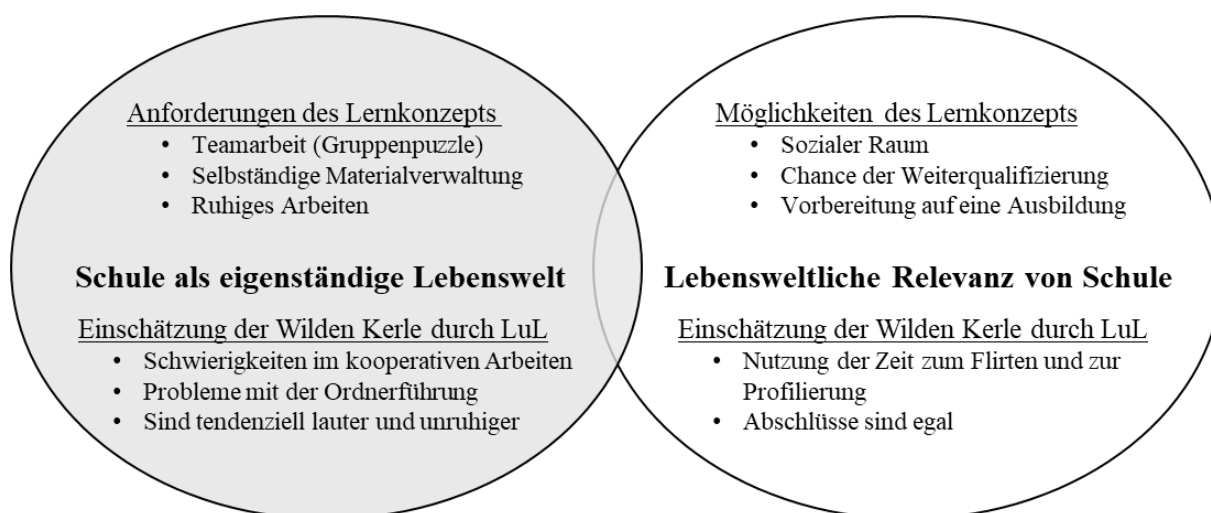 Anforderungen des Lernkonzepts
• Teamarbeit (Gruppenpuzzle)
• Selbständige Materialverwaltung
• Ruhiges Arbeiten
Schule als eigenständige Lebenswelt
Einschätzung der Wilden Kerle durch LuL
• Schwierigkeiten im kooperativen Arbeiten
• Probleme mit der Ordnerführung
• Sind tendenziell lauter und unruhiger
Möglichkeiten des Lernkonzepts
• Sozialer Raum
• Chance der Weiterqualifizierung
• Vorbereitung auf eine Ausbildung
Lebensweltliche Relevanz von Schule
Einschätzung der Wilden Kerle durch LuL
• Nutzung der Zeit zum Flirten und zur
Profilierung
• Abschlüsse sind egal